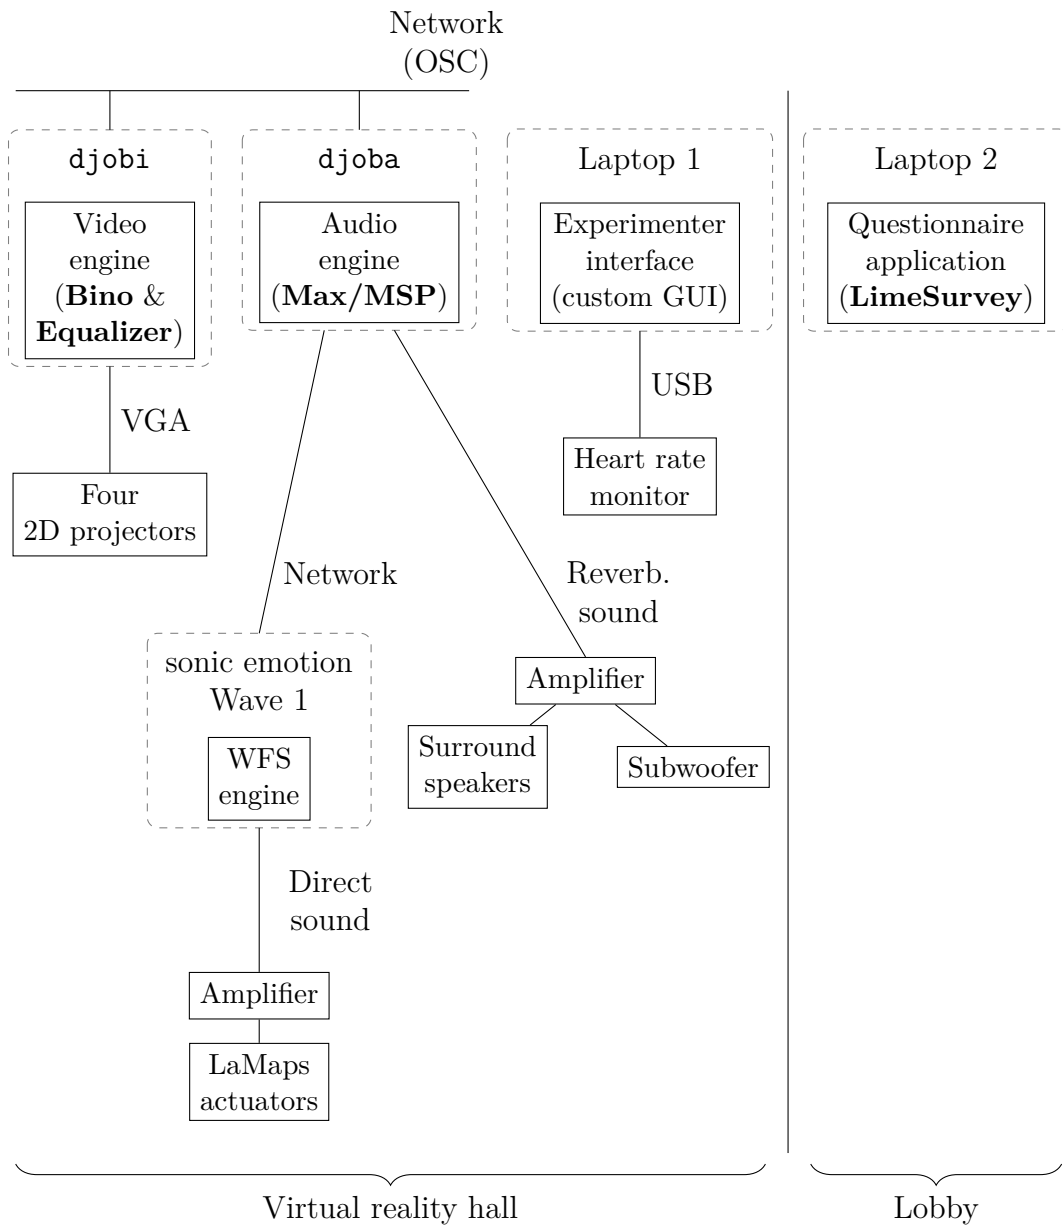 Network
(OSC)
djobi
Video
engine
(Bino &
Equalizer)
VGA
Four
2D projectors
djoba
Audio
engine
(Max/MSP)
Network
Reverb.
sound
sonic emotion
Wave 1
WFS
engine
Direct
sound
Amplifier
LaMaps
actuators
Amplifier
Surround
speakers
Subwoofer
Laptop 1
Experimenter
interface
(custom GUI)
USB
Heart rate
monitor
Laptop 2
Questionnaire
application
(LimeSurvey)
Virtual reality hall
Lobby